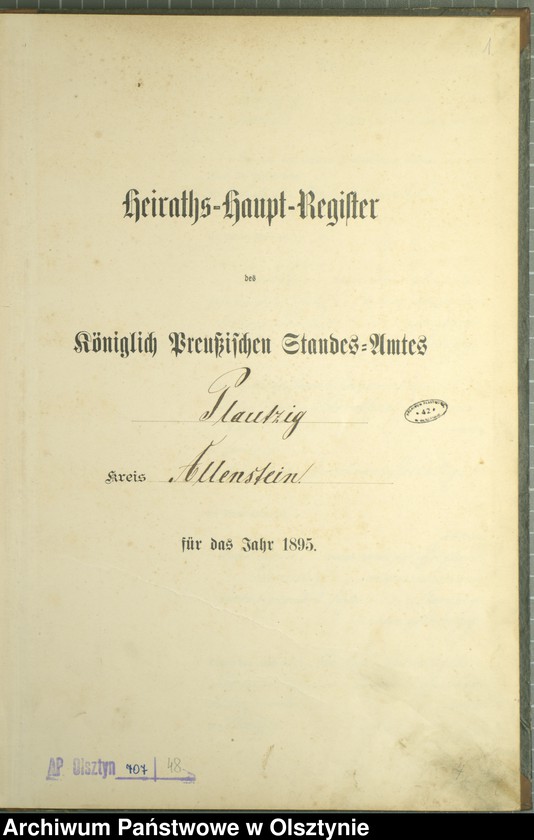 1
Heiraths-Haupt-Register
des
Königlich Preußischen Standes-Amtes
Plautzig
Kreis Allenstein
für das Jahr 1895.
AP Olsztyn 707 48
Archiwum Państwowe w Olsztynie